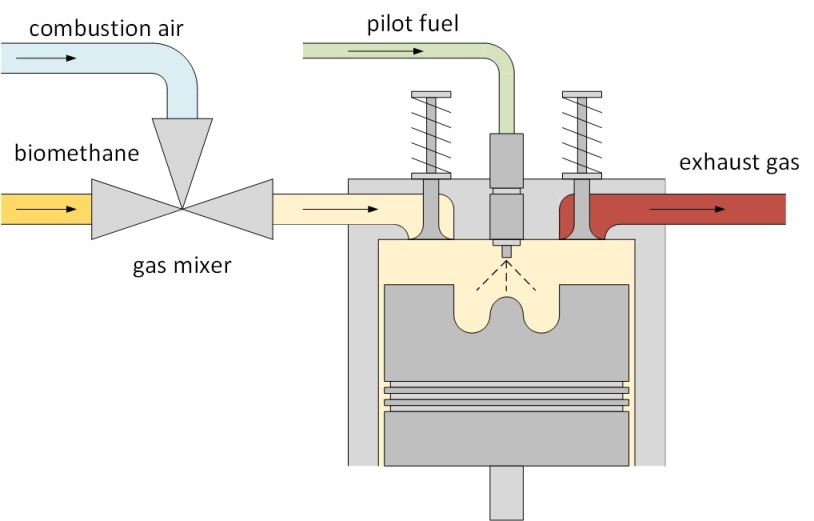 combustion air
pilot fuel
biomethane
exhaust gas
gas mixer